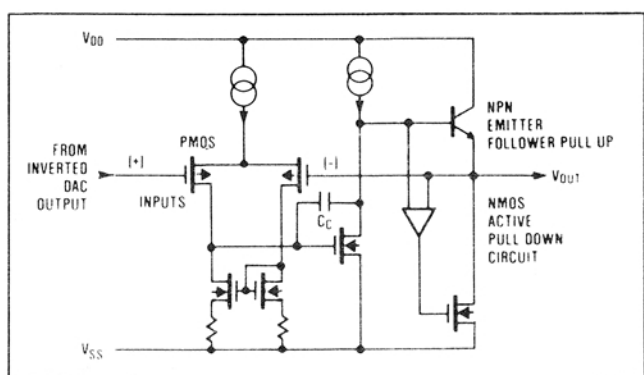 V_DD
NPN
EMITTER
FOLLOWER PULL UP
FROM
INVERTED
DAC
OUTPUT
(+)
PMOS
INPUTS
(-)
C_C
V_OUT
NMOS
ACTIVE
PULL DOWN
CIRCUIT
V_SS